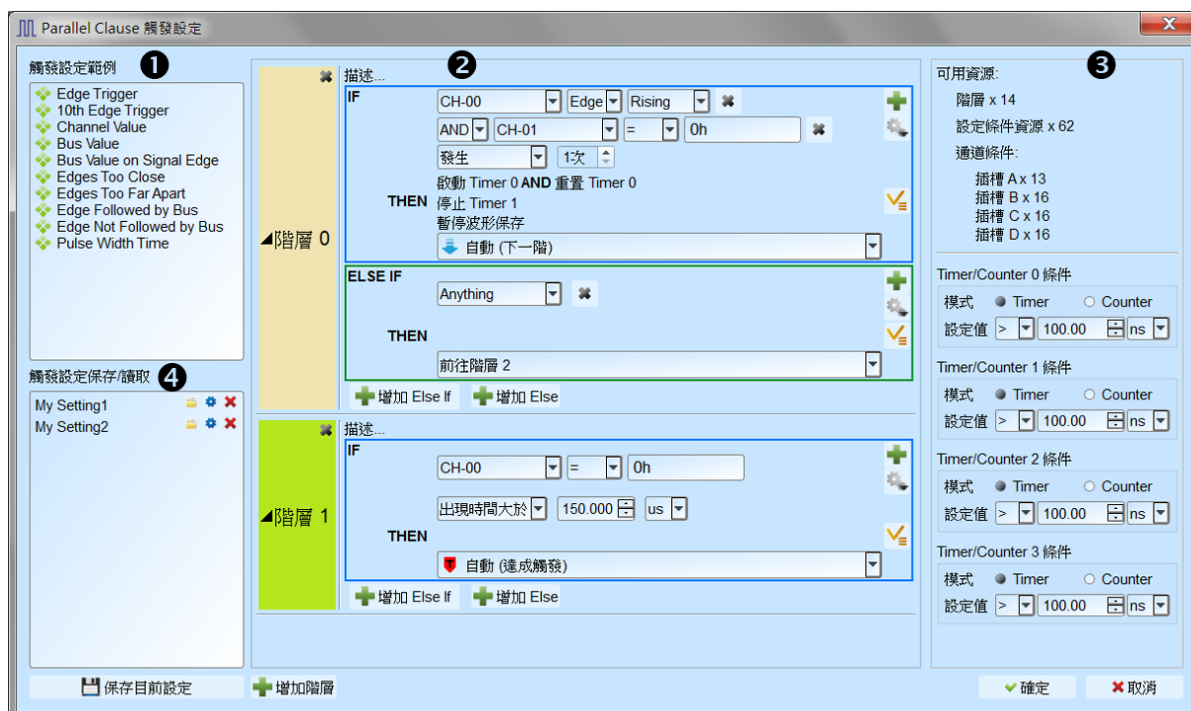 Parallel Clause 觸發設定
觸發設定範例 ❶
Edge Trigger
10th Edge Trigger
Channel Value
Bus Value
Bus Value on Signal Edge
Edges Too Close
Edges Too Far Apart
Edge Followed by Bus
Edge Not Followed by Bus
Pulse Width Time
觸發設定保存/讀取 ❹
My Setting1
My Setting2
保存目前設定
❷
階層 0
描述...
IF
CH-00 Edge Rising
AND CH-01 = 0h
發生 1次
啟動 Timer 0 AND 重置 Timer 0
THEN 停止 Timer 1
暫停波形保存
自動 (下一階)
ELSE IF
Anything
THEN
前往階層 2
增加 Else If 增加 Else
階層 1
描述...
IF
CH-00 = 0h
出現時間大於 150.000 us
THEN
自動 (達成觸發)
增加 Else If 增加 Else
增加階層
❸
可用資源:
階層 x 14
設定條件資源 x 62
通道條件:
插槽 A x 13
插槽 B x 16
插槽 C x 16
插槽 D x 16
Timer/Counter 0 條件
模式 Timer Counter
設定值 > 100.00 ns
Timer/Counter 1 條件
模式 Timer Counter
設定值 > 100.00 ns
Timer/Counter 2 條件
模式 Timer Counter
設定值 > 100.00 ns
Timer/Counter 3 條件
模式 Timer Counter
設定值 > 100.00 ns
確定 取消